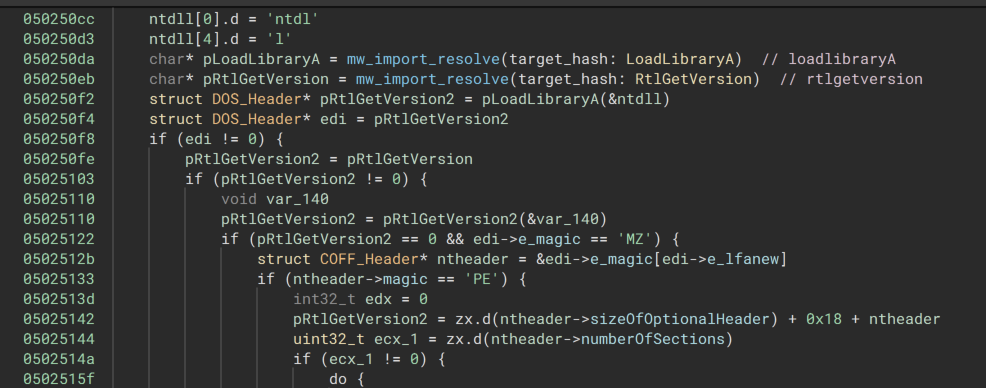 050250cc ntdll[0].d = 'ntdl'
050250d3 ntdll[4].d = 'l'
050250da char* pLoadLibraryA = mw_import_resolve(target_hash: LoadLibraryA) // loadlibraryA
050250eb char* pRtlGetVersion = mw_import_resolve(target_hash: RtlGetVersion) // rtlgetversion
050250f2 struct DOS_Header* pRtlGetVersion2 = pLoadLibraryA(&ntdll)
050250f4 struct DOS_Header* edi = pRtlGetVersion2
050250f8 if (edi != 0) {
050250fe pRtlGetVersion2 = pRtlGetVersion
05025103 if (pRtlGetVersion2 != 0) {
05025110 void var_140
05025110 pRtlGetVersion2 = pRtlGetVersion2(&var_140)
05025122 if (pRtlGetVersion2 == 0 && edi->e_magic == 'MZ') {
0502512b struct COFF_Header* ntheader = &edi->e_magic[edi->e_lfanew]
05025133 if (ntheader->magic == 'PE') {
0502513d int32_t edx = 0
05025142 pRtlGetVersion2 = zx.d(ntheader->sizeOfOptionalHeader) + 0x18 + ntheader
05025144 uint32_t ecx_1 = zx.d(ntheader->numberOfSections)
0502514a if (ecx_1 != 0) {
0502515f do {